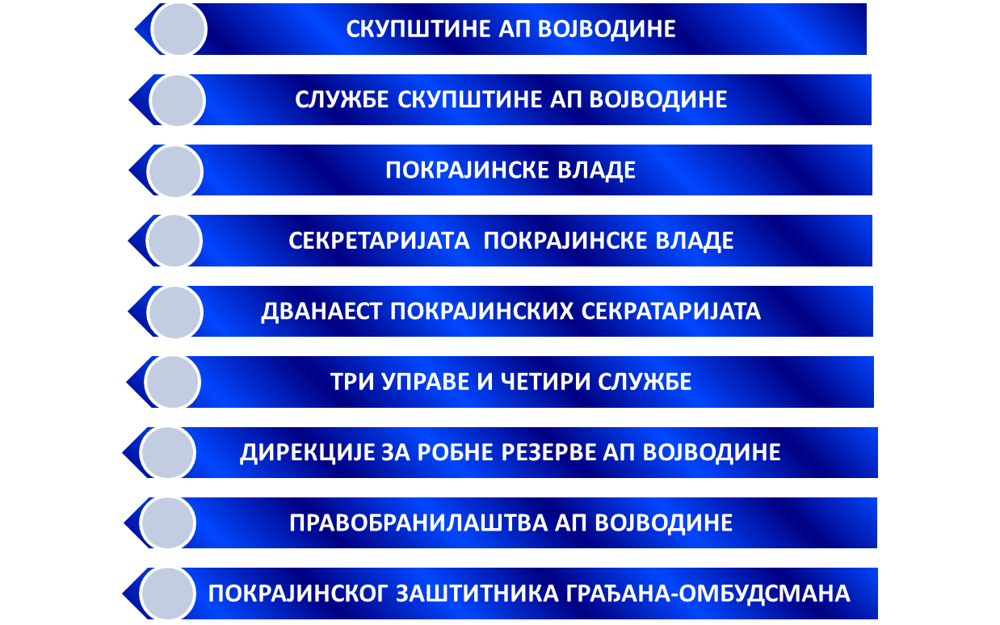 СКУПШТИНЕ АП ВОЈВОДИНЕ
СЛУЖБЕ СКУПШТИНЕ АП ВОЈВОДИНЕ
ПОКРАЈИНСКЕ ВЛАДЕ
СЕКРЕТАРИЈАТА ПОКРАЈИНСКЕ ВЛАДЕ
ДВАНАЕСТ ПОКРАЈИНСКИХ СЕКРАТАРИЈАТА
ТРИ УПРАВЕ И ЧЕТИРИ СЛУЖБЕ
ДИРЕКЦИЈЕ ЗА РОБНЕ РЕЗЕРВЕ АП ВОЈВОДИНЕ
ПРАВОБРАНИЛАШТВА АП ВОЈВОДИНЕ
ПОКРАЈИНСКОГ ЗАШТИТНИКА ГРАЂАНА-ОМБУДСМАНА